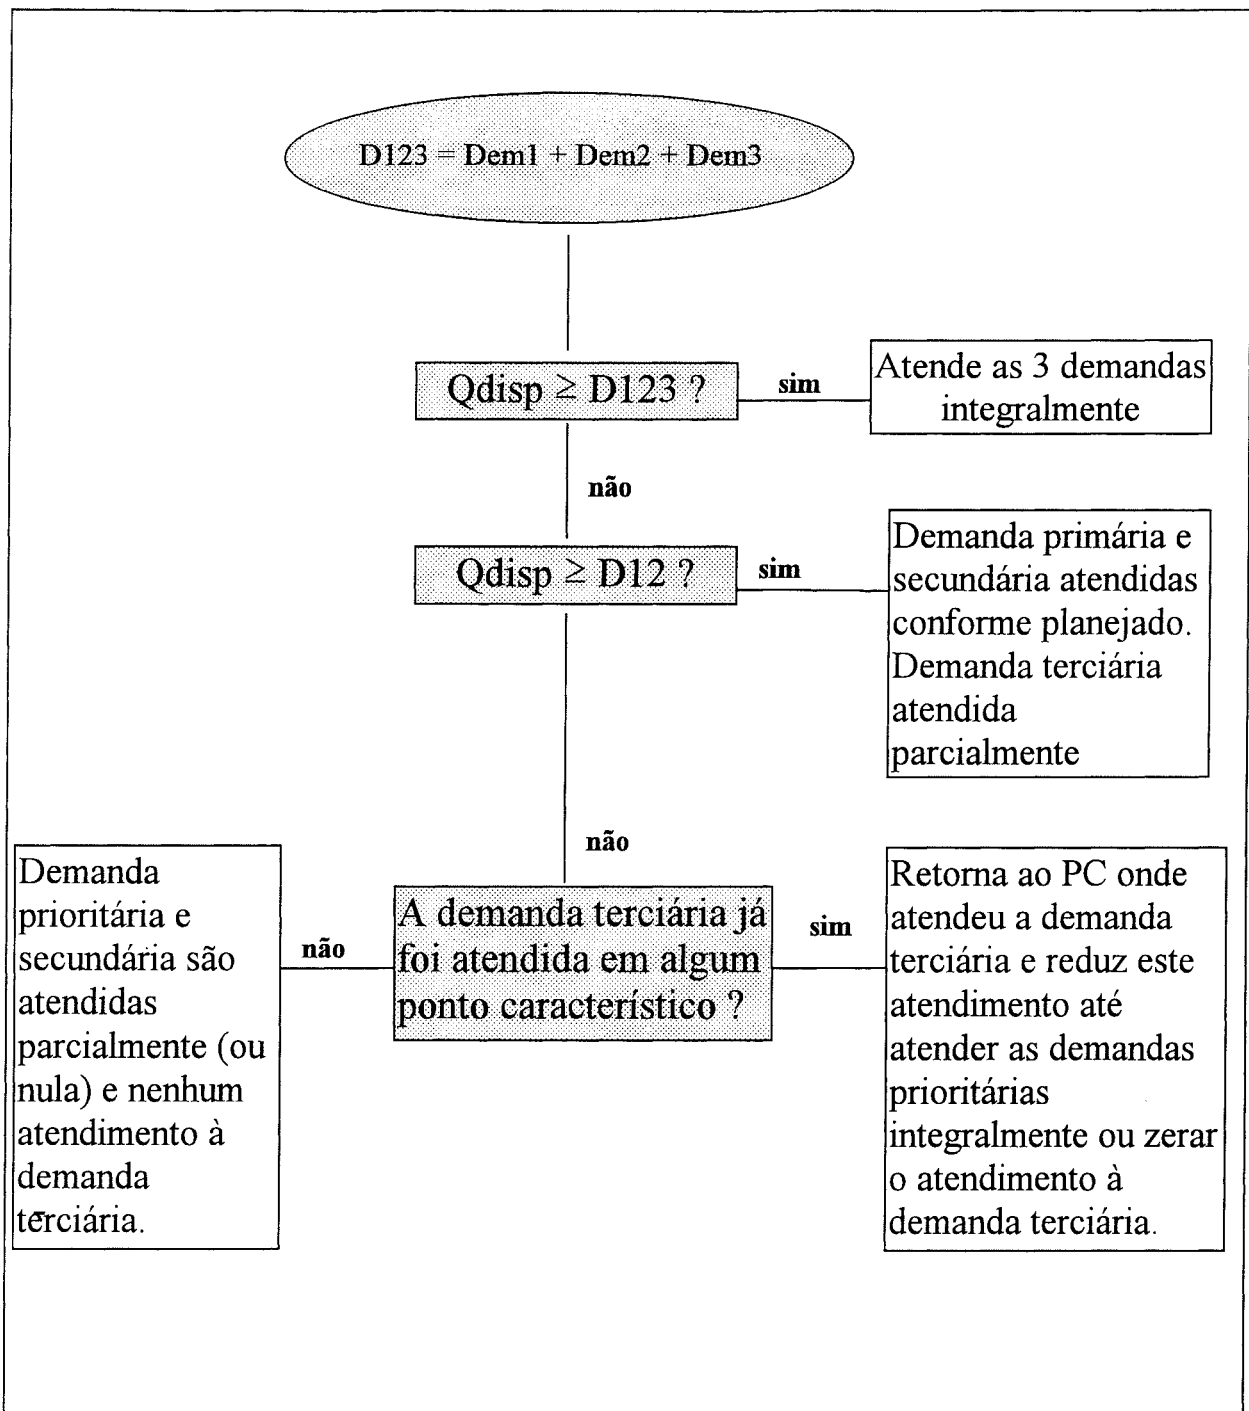 D123 = Dem1 + Dem2 + Dem3
Qdisp ≥ D123 ?
sim
Atende as 3 demandas
integralmente
não
Qdisp ≥ D12 ?
sim
Demanda primária e
secundária atendidas
conforme planejado.
Demanda terciária
atendida
parcialmente
não
Demanda
prioritária e
secundária são
atendidas
parcialmente (ou
nula) e nenhum
atendimento à
demanda
terciária.
não
A demanda terciária já
foi atendida em algum
ponto característico ?
sim
Retorna ao PC onde
atendeu a demanda
terciária e reduz este
atendimento até
atender as demandas
prioritárias
integralmente ou zerar
o atendimento à
demanda terciária.